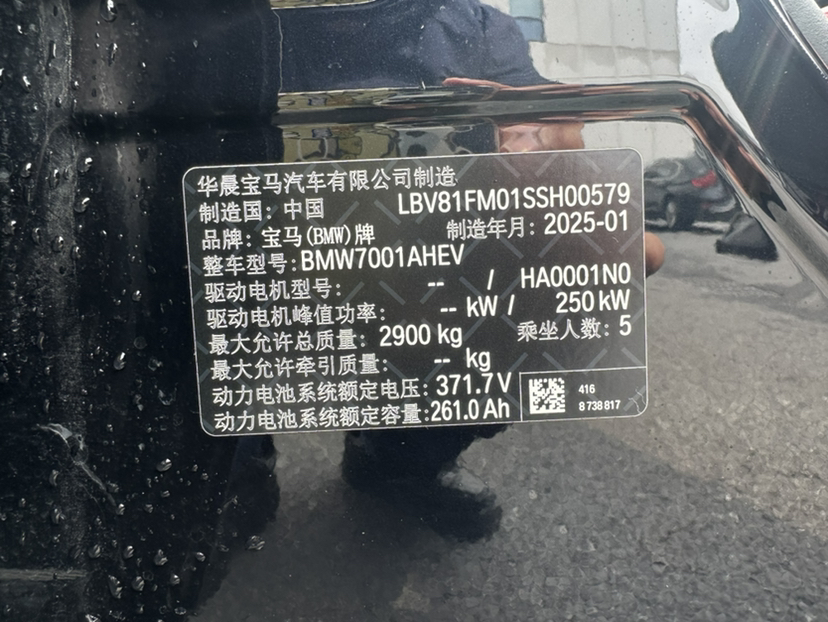 华晨宝马汽车有限公司制造
制造国：中国 LBV81FM01SSH00579
品牌：宝马(BMW)牌 制造年月：2025-01
整车型号：BMW7001AHEV
驱动电机型号： -- / HA0001N0
驱动电机峰值功率： -- kW / 250 kW
最大允许总质量： 2900 kg 乘坐人数：5
最大允许牵引质量： -- kg
动力电池系统额定电压：371.7 V
动力电池系统额定容量：261.0 Ah
416
8 738 817